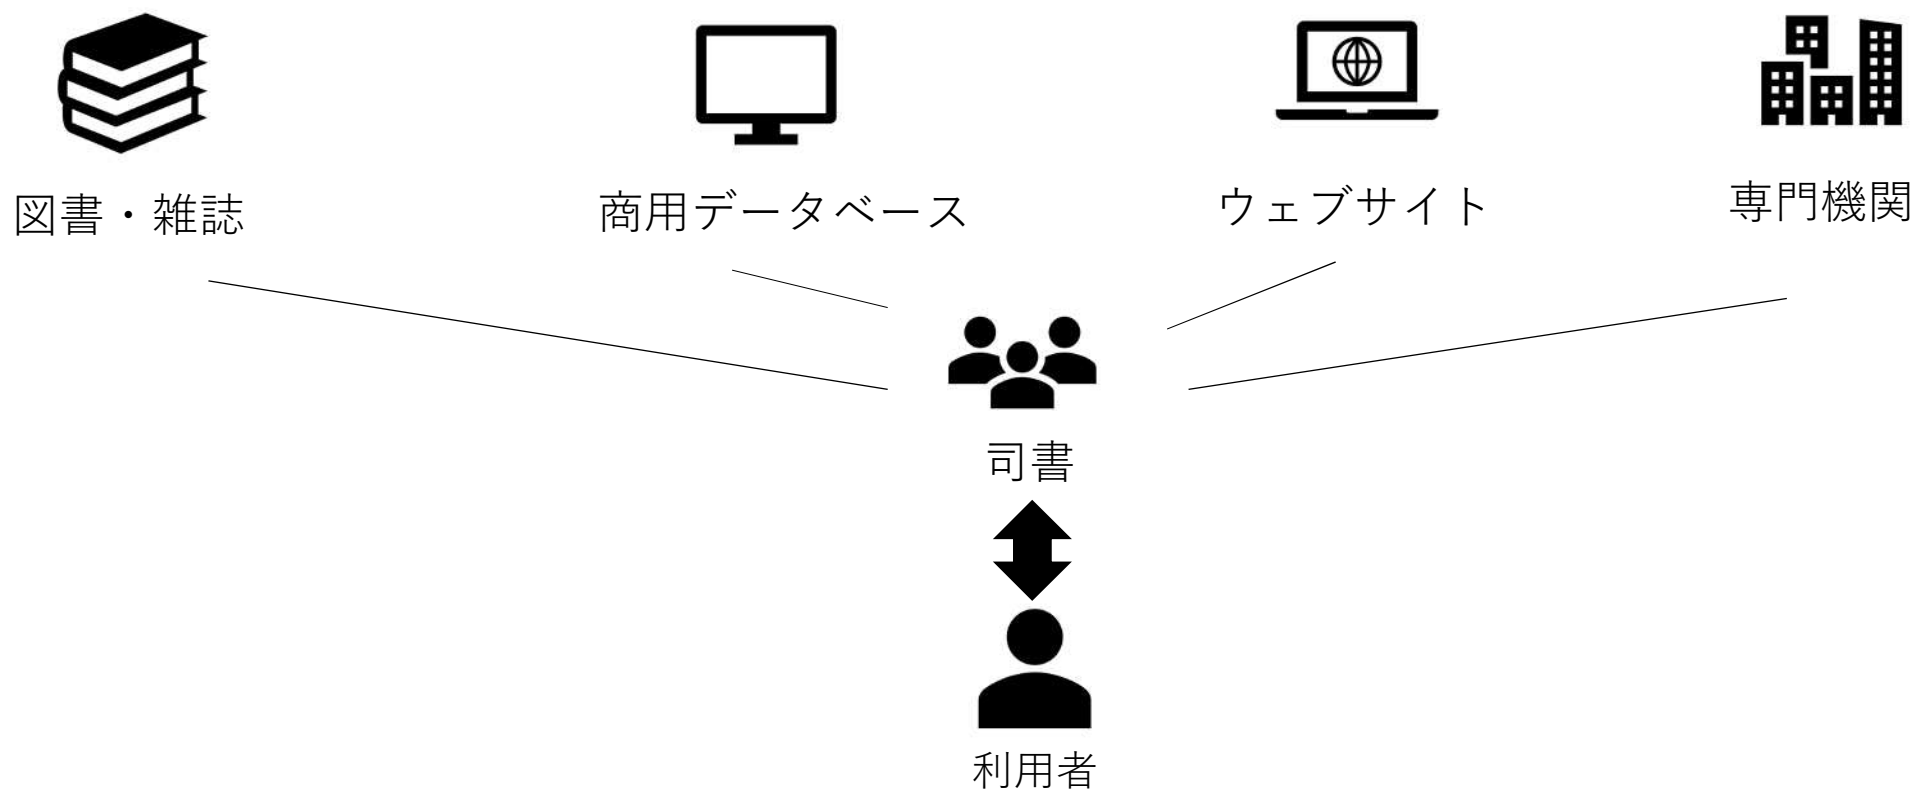 図書・雑誌
商用データベース
ウェブサイト
専門機関
司書
利用者